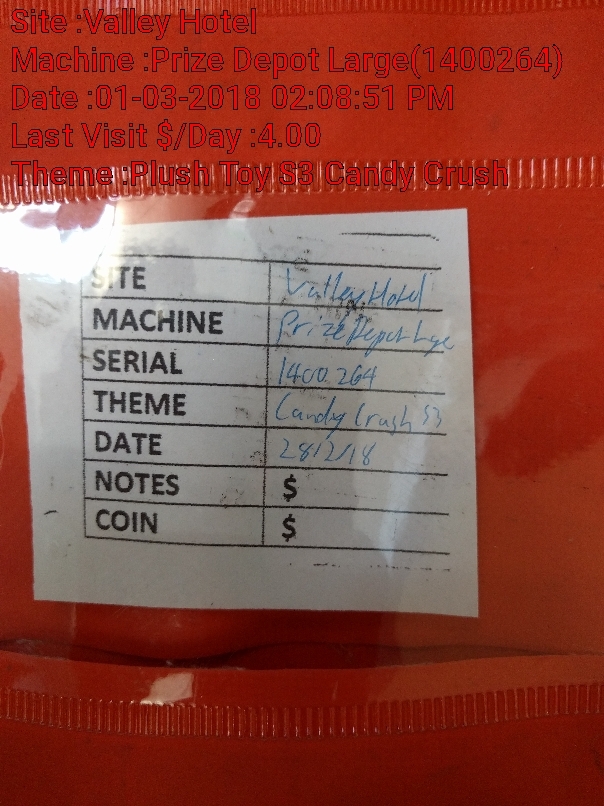 Site :Valley Hotel
Machine :Prize Depot Large(1400264)
Date :01-03-2018 02:08:51 PM
Last Visit $/Day :4.00
Theme :Plush Toy S3 Candy Crush
SITE Valley Hotel
MACHINE Prize Depot Lge
SERIAL 1400264
THEME Candy Crush S3
DATE 28/2/18
NOTES $
COIN $